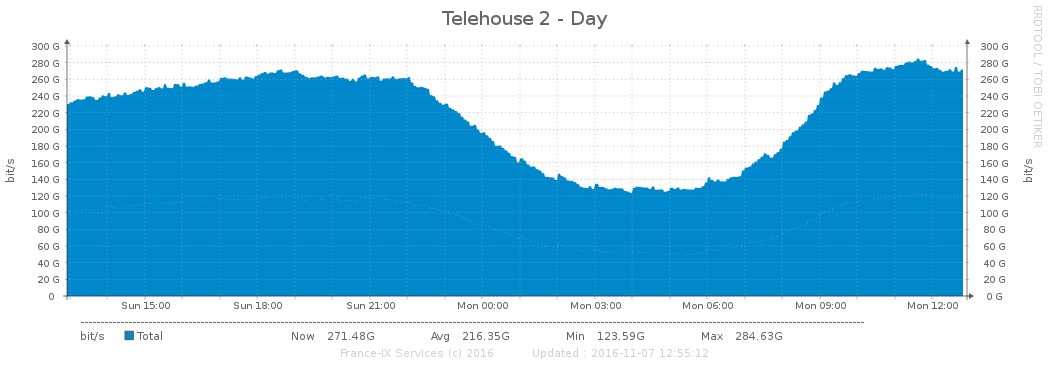 Telehouse 2 - Day
RRDTOOL / TOBI OETIKER
300 G 300 G
280 G 280 G
260 G 260 G
240 G 240 G
220 G 220 G
200 G 200 G
180 G 180 G
160 G 160 G
140 G 140 G
120 G 120 G
100 G 100 G
80 G 80 G
60 G 60 G
40 G 40 G
20 G 20 G
0 0 G
bit/s bit/s
Sun 15:00 Sun 18:00 Sun 21:00 Mon 00:00 Mon 03:00 Mon 06:00 Mon 09:00 Mon 12:00
bit/s Total Now 271.48G Avg 216.35G Min 123.59G Max 284.63G
France-IX Services (c) 2016 Updated : 2016-11-07 12:55:12